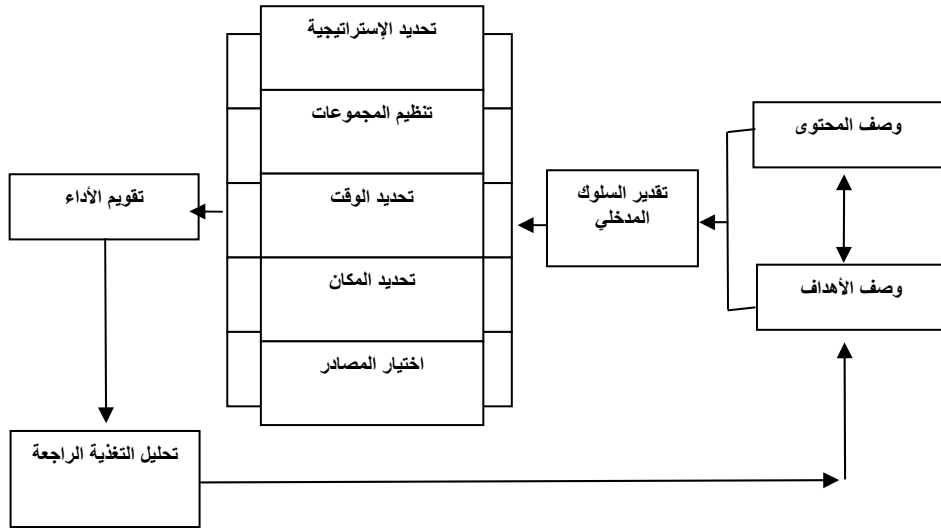 وصف المحتوى
وصف الأهداف
تقدير السلوك
المدخلي
تحديد الإستراتيجية
تنظيم المجموعات
تحديد الوقت
تحديد المكان
اختيار المصادر
تقويم الأداء
تحليل التغذية الراجعة